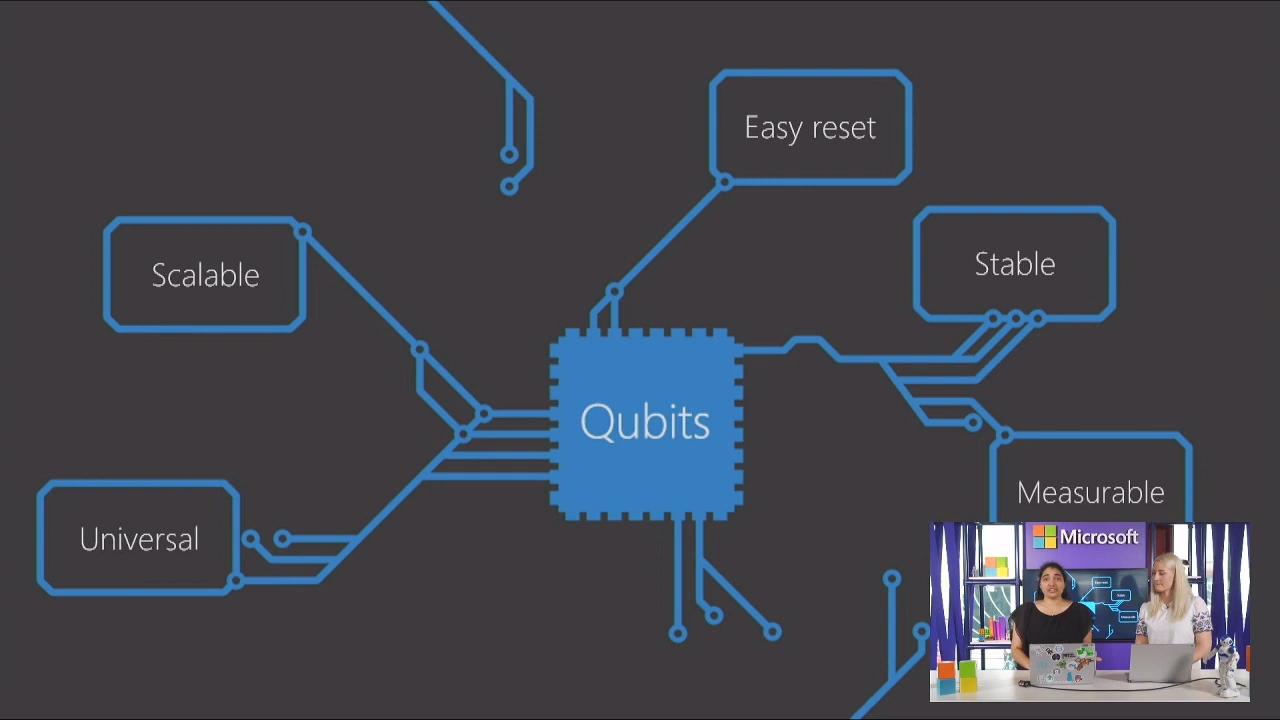 Easy reset
Stable
Scalable
Qubits
Measurable
Universal
Microsoft